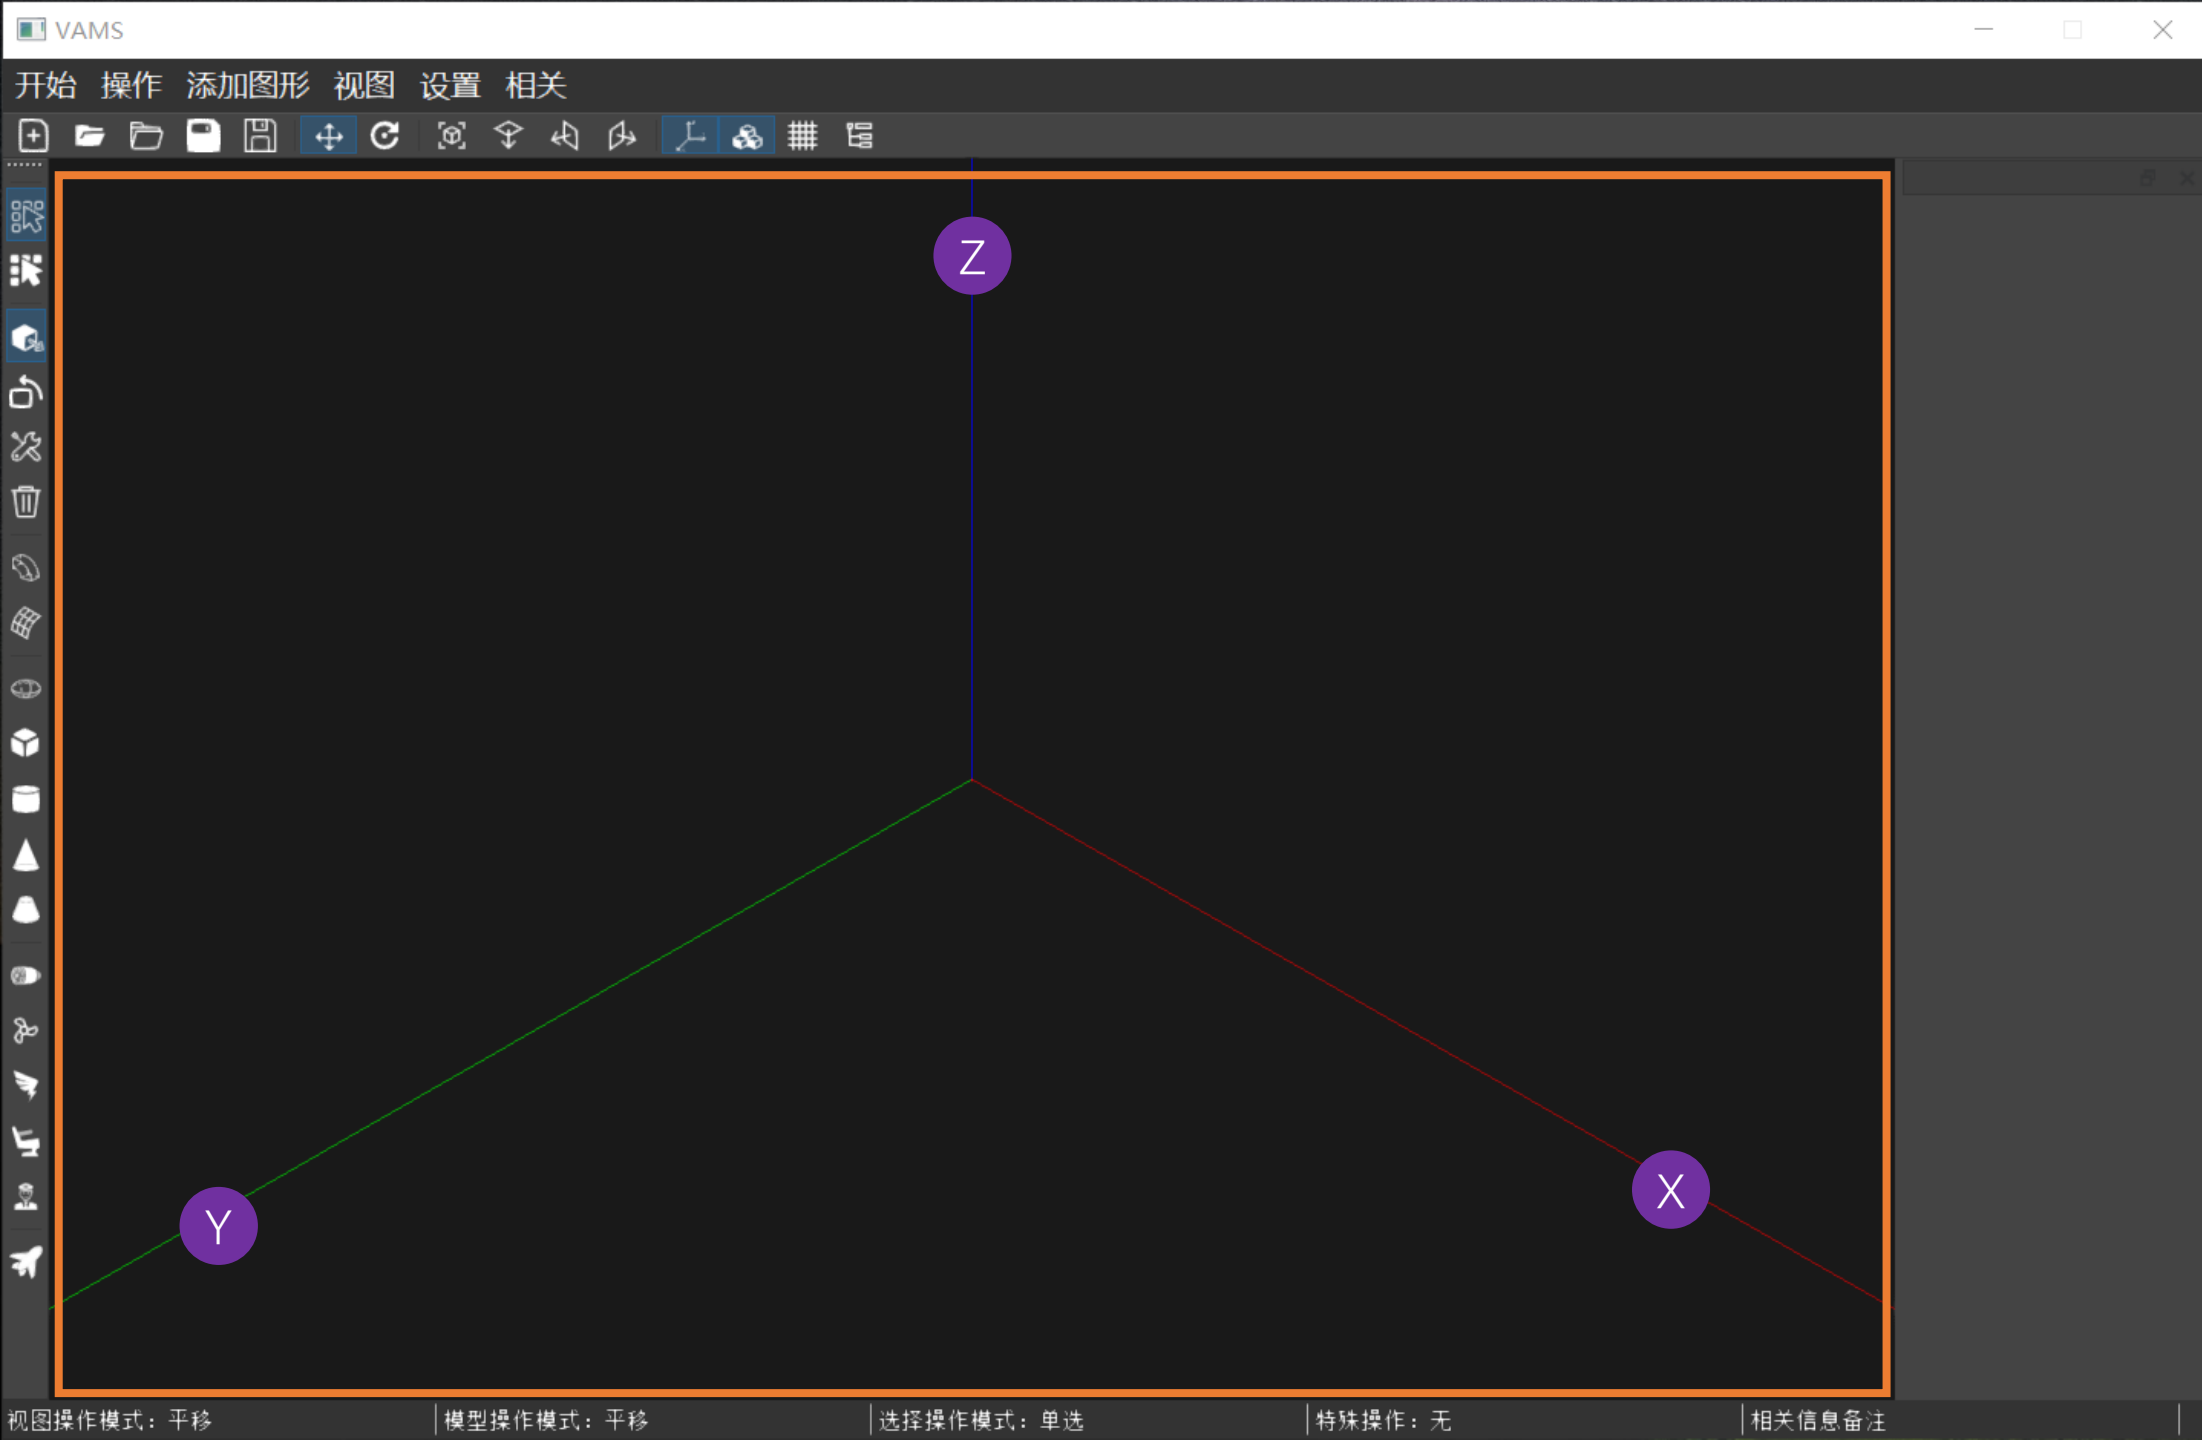 VAMS
开始 操作 添加图形 视图 设置 相关
Z
Y
X
视图操作模式：平移 模型操作模式：平移 选择操作模式：单选 特殊操作：无 相关信息备注